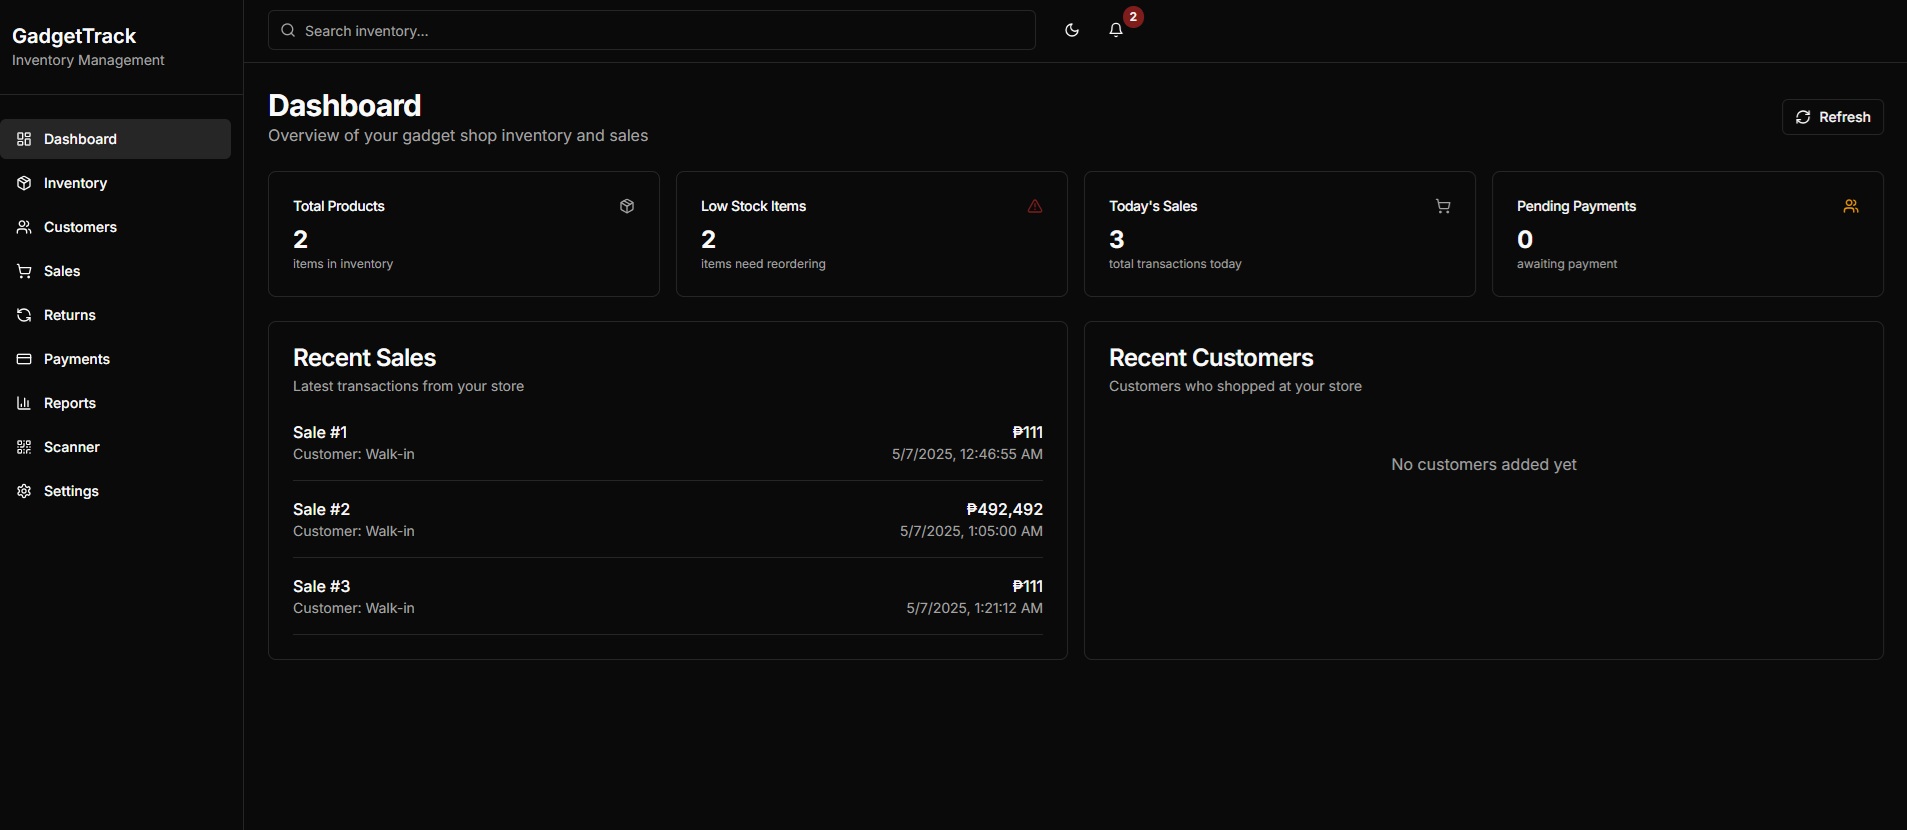 GadgetTrack
Inventory Management
Dashboard
Inventory
Customers
Sales
Returns
Payments
Reports
Scanner
Settings
Search inventory...
2
Dashboard
Overview of your gadget shop inventory and sales
Refresh
Total Products
2
items in inventory
Low Stock Items
2
items need reordering
Today's Sales
3
total transactions today
Pending Payments
0
awaiting payment
Recent Sales
Latest transactions from your store
Sale #1 ₱111
Customer: Walk-in 5/7/2025, 12:46:55 AM
Sale #2 ₱492,492
Customer: Walk-in 5/7/2025, 1:05:00 AM
Sale #3 ₱111
Customer: Walk-in 5/7/2025, 1:21:12 AM
Recent Customers
Customers who shopped at your store
No customers added yet